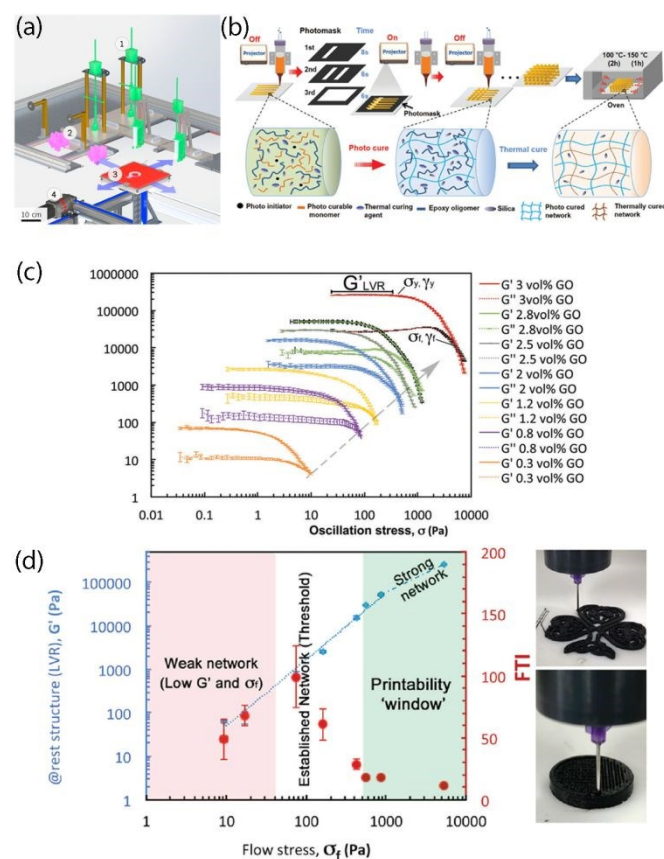 (a)
1
2
3
4
10 cm
(b)
Off
Photomask
Time
On
Off
Projector
1st
8s
2nd
6s
3rd
5s
Projector
Projector
Photomask
100 °C- 150 °C
(2h) (1h)
Oven
Photo cure
Thermal cure
Photo initiator
Photo curable monomer
Thermal curing agent
Epoxy oligomer
Silica
Photo cured network
Thermally cured network
(c)
1000000
100000
10000
1000
100
10
1
0.01 0.1 1 10 100 1000 10000
Oscillation stress, σ (Pa)
G'LVR
σy, γy
σf, γf
G' 3 vol% GO
G'' 3vol% GO
G' 2.8vol% GO
G'' 2.8vol% GO
G' 2.5 vol% GO
G'' 2.5 vol% GO
G' 2 vol% GO
G'' 2 vol% GO
G' 1.2 vol% GO
G'' 1.2 vol% GO
G' 0.8 vol% GO
G'' 0.8 vol% GO
G' 0.3 vol% GO
G'' 0.3 vol% GO
(d)
@rest structure (LVR), G' (Pa)
100000
10000
1000
100
10
1
Weak network
(Low G' and σf)
Established Network (Threshold)
Strong
network
Printability
'window'
200
150
100
50
0
FTI
1 10 100 1000 10000
Flow stress, σf (Pa)